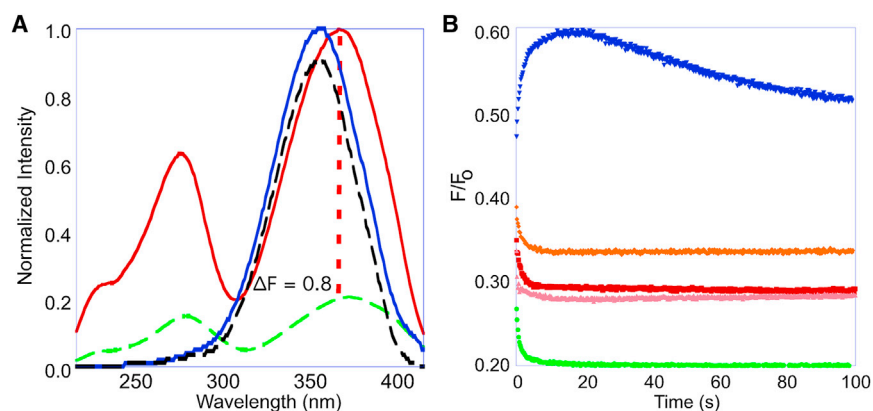 A
Normalized Intensity
1.0
0.8
0.6
0.4
0.2
0.0
ΔF = 0.8
250 300 350 400
Wavelength (nm)
B
F/Fo
0.60
0.50
0.40
0.30
0.20
0 20 40 60 80 100
Time (s)